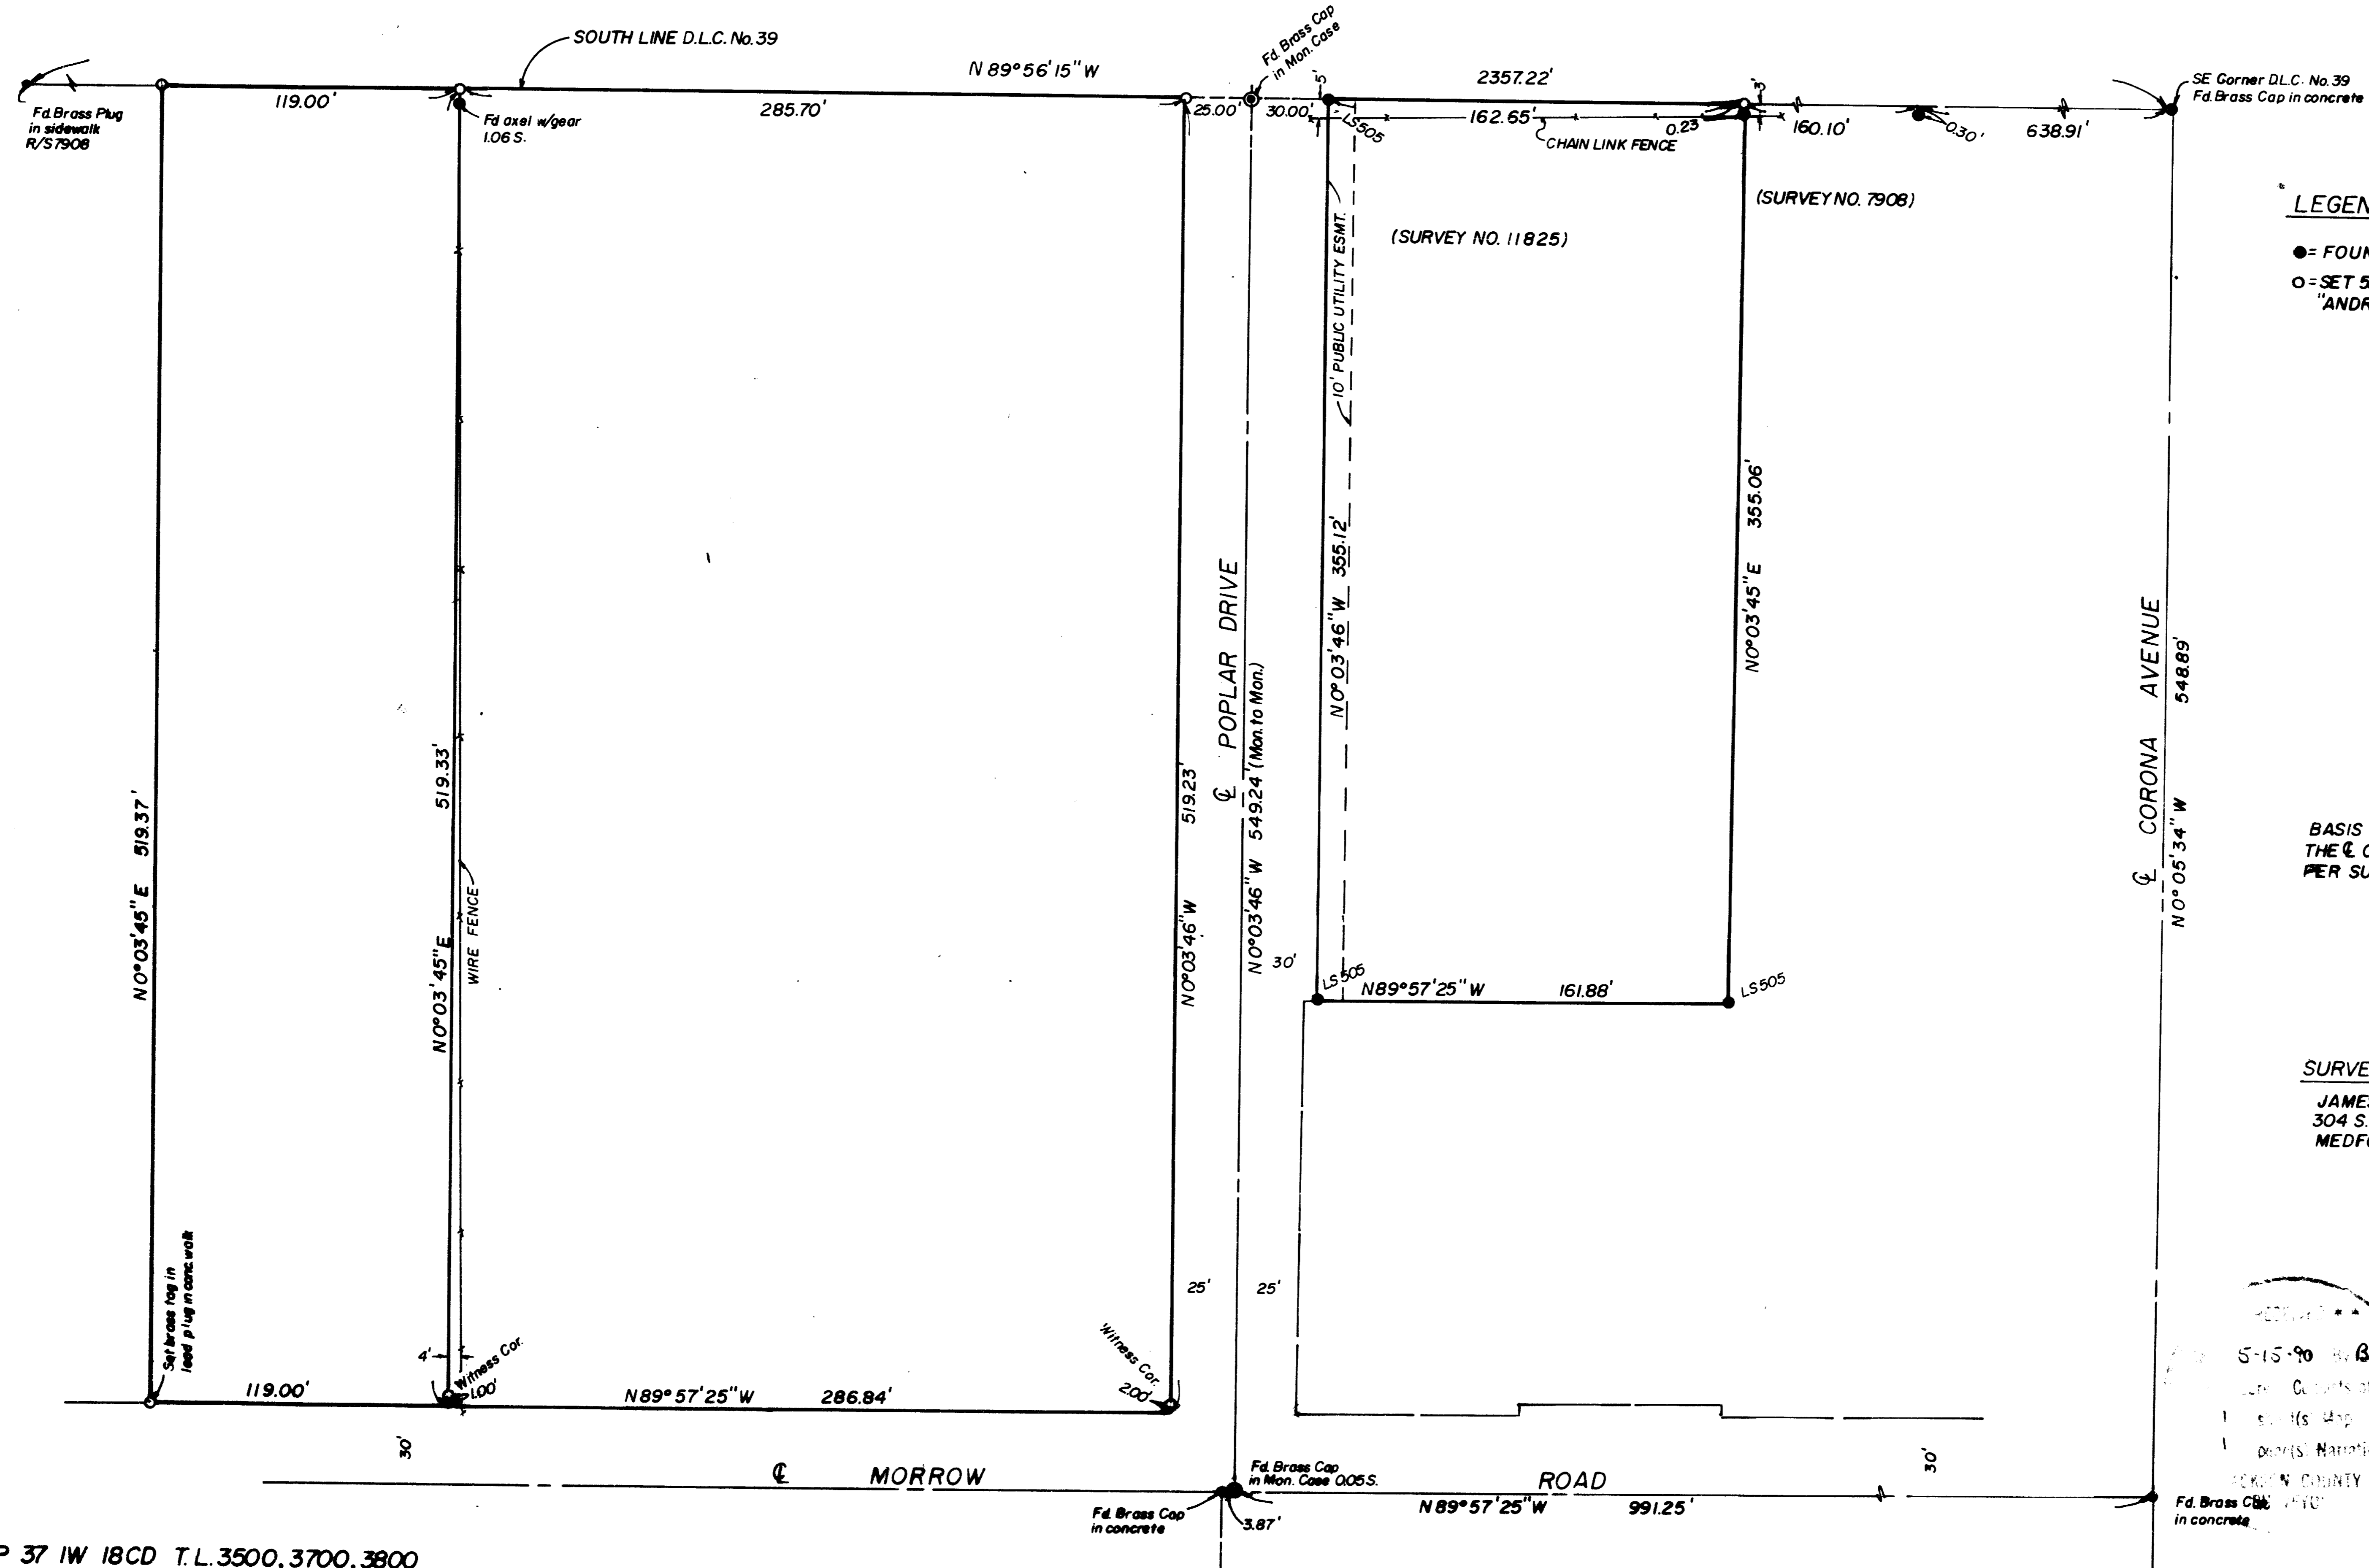 SOUTH LINE D.L.C. No. 39
N 89° 56' 15" W
Fd. Brass Cap
in Mon. Case
2357.22'
SE Corner D.L.C. No. 39
Fd. Brass Cap in concrete
Fd. Brass Plug
in sidewalk
R/S 7908
119.00'
Fd axel w/gear
1.06 S.
285.70'
25.00'
30.00'
5'
LS 505
162.65'
0.23
3'
160.10'
0.30'
638.91'
CHAIN LINK FENCE
(SURVEY NO. 7908)
(SURVEY NO. 11825)
LEGEN
●= FOUN
O=SET 5
"ANDR
10' PUBLIC UTILITY ESMT.
N0°03'46"W 355.12'
N0°03'45"E 355.06'
N0°03'45"E 519.37'
N0°03'45"E 519.33'
WIRE FENCE
N0°03'46"W 519.23'
℄ POPLAR DRIVE
N0°03'46"W 549.24' (Mon. to Mon.)
℄ CORONA AVENUE
N0°05'34"W 548.89'
BASIS
THE ℄ O
PER SU
30'
LS 505
N89°57'25"W 161.88'
LS 505
SURVE
JAMES
304 S.
MEDFO
Set brass tag in
lead plug in conc. walk
25'
25'
4'
Witness Cor.
1.00'
Witness Cor.
2.00'
119.00'
N89°57'25"W 286.84'
5-15-90
Map
COUNTY
30'
30'
℄ MORROW ROAD
Fd. Brass Cap
in Mon. Case 0.05 S.
N89°57'25"W 991.25'
Fd. Brass Cap
in concrete
3.87'
Fd. Brass
in concrete
P 37 1W 18CD T.L. 3500, 3700, 3800